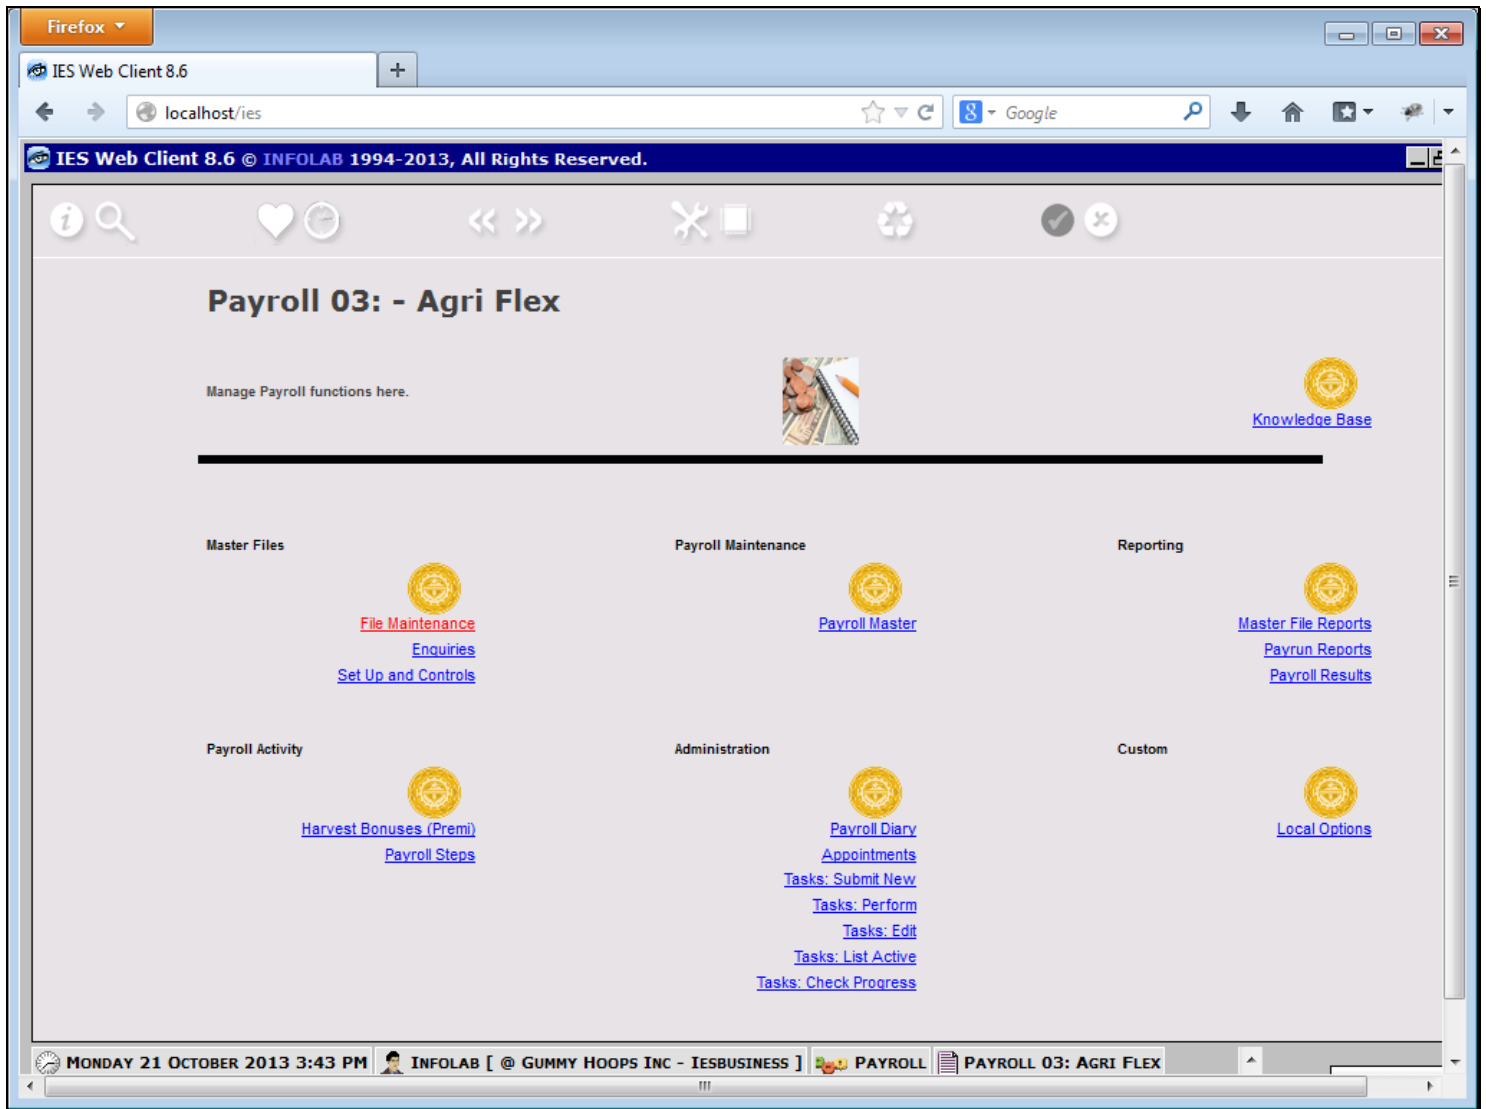 Firefox
IES Web Client 8.6
localhost/ies
Google
IES Web Client 8.6 © INFOLAB 1994-2013, All Rights Reserved.
Payroll 03: - Agri Flex
Manage Payroll functions here.
Knowledge Base
Master Files
Payroll Maintenance
Reporting
File Maintenance
Payroll Master
Master File Reports
Enquiries
Payrun Reports
Set Up and Controls
Payroll Results
Payroll Activity
Administration
Custom
Harvest Bonuses (Premi)
Payroll Diary
Local Options
Payroll Steps
Appointments
Tasks: Submit New
Tasks: Perform
Tasks: Edit
Tasks: List Active
Tasks: Check Progress
MONDAY 21 OCTOBER 2013 3:43 PM
INFOLAB [ @ GUMMY HOOPS INC - IESBUSINESS ]
PAYROLL
PAYROLL 03: AGRI FLEX